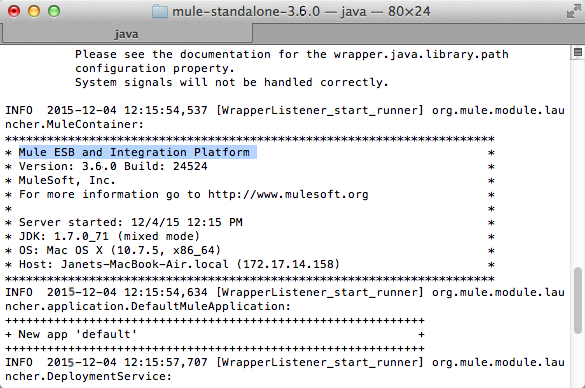 mule-standalone-3.6.0 — java — 80×24
java
Please see the documentation for the wrapper.java.library.path
configuration property.
System signals will not be handled correctly.
INFO  2015-12-04 12:15:54,537 [WrapperListener_start_runner] org.mule.module.lau
ncher.MuleContainer:
**********************************************************************
* Mule ESB and Integration Platform                                  *
* Version: 3.6.0 Build: 24524                                        *
* MuleSoft, Inc.                                                     *
* For more information go to http://www.mulesoft.org                 *
*                                                                    *
* Server started: 12/4/15 12:15 PM                                   *
* JDK: 1.7.0_71 (mixed mode)                                         *
* OS: Mac OS X (10.7.5, x86_64)                                      *
* Host: Janets-MacBook-Air.local (172.17.14.158)                     *
**********************************************************************
INFO  2015-12-04 12:15:54,634 [WrapperListener_start_runner] org.mule.module.lau
ncher.application.DefaultMuleApplication:
++++++++++++++++++++++++++++++++++++++++++++++++++++++++++++
+ New app 'default'                                        +
++++++++++++++++++++++++++++++++++++++++++++++++++++++++++++
INFO  2015-12-04 12:15:57,707 [WrapperListener_start_runner] org.mule.module.lau
ncher.DeploymentService: